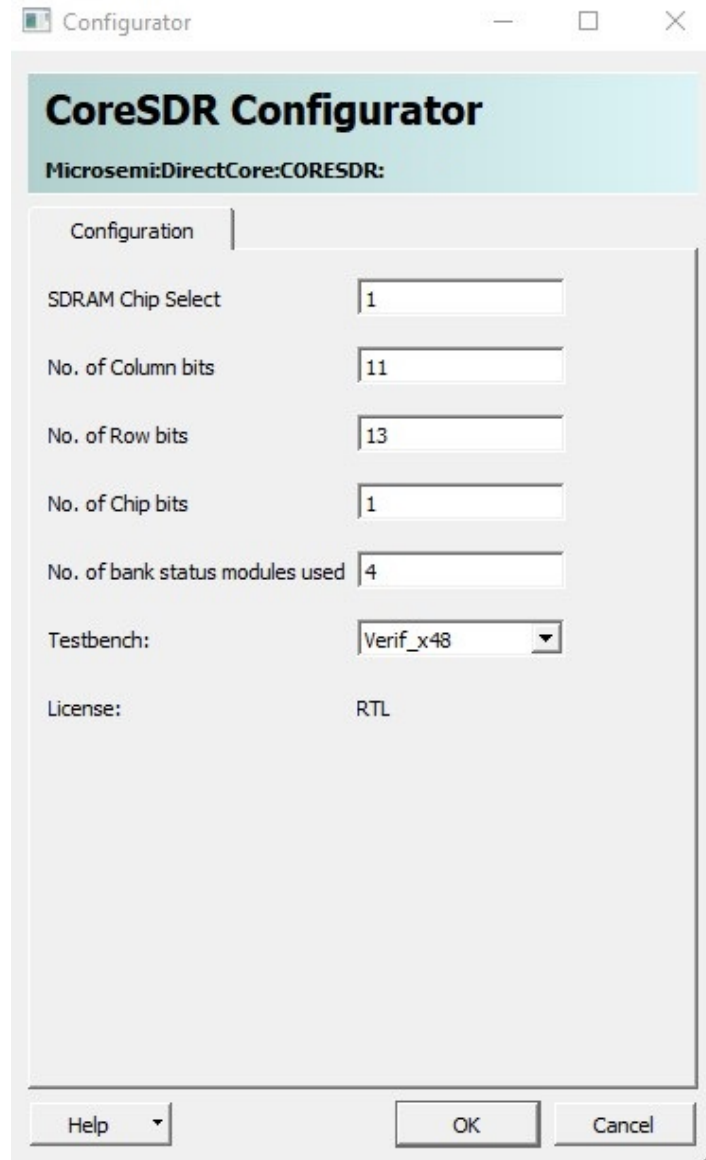 Configurator
CoreSDR Configurator
Microsemi:DirectCore:CORESDR:
Configuration
SDRAM Chip Select 1
No. of Column bits 11
No. of Row bits 13
No. of Chip bits 1
No. of bank status modules used 4
Testbench: Verif_x48
License: RTL
Help OK Cancel